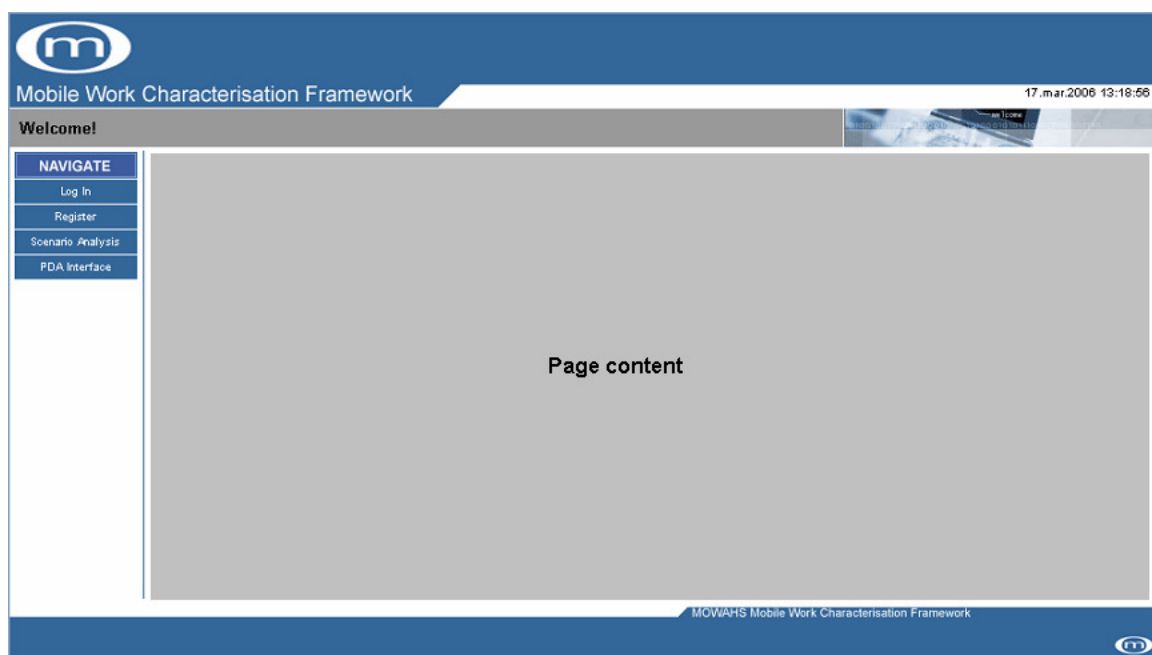 m
Mobile Work Characterisation Framework
17.mar.2006 13:18:56
Welcome!
welcome
NAVIGATE
Log In
Register
Scenario Analysis
PDA Interface
Page content
MOWAHS Mobile Work Characterisation Framework
m